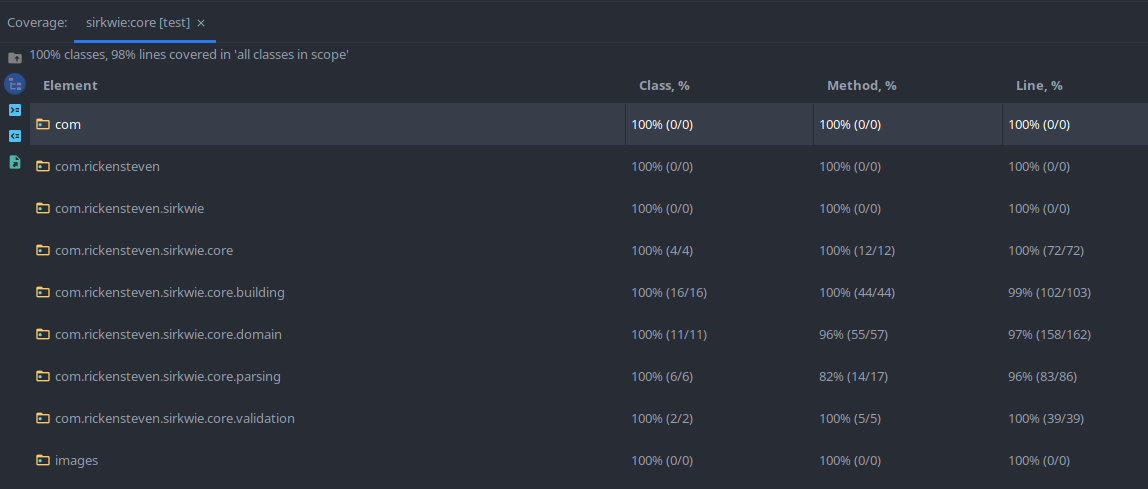 Coverage: sirkwie:core [test] ×
100% classes, 98% lines covered in 'all classes in scope'
Element Class, % Method, % Line, %
com 100% (0/0) 100% (0/0) 100% (0/0)
com.rickensteven 100% (0/0) 100% (0/0) 100% (0/0)
com.rickensteven.sirkwie 100% (0/0) 100% (0/0) 100% (0/0)
com.rickensteven.sirkwie.core 100% (4/4) 100% (12/12) 100% (72/72)
com.rickensteven.sirkwie.core.building 100% (16/16) 100% (44/44) 99% (102/103)
com.rickensteven.sirkwie.core.domain 100% (11/11) 96% (55/57) 97% (158/162)
com.rickensteven.sirkwie.core.parsing 100% (6/6) 82% (14/17) 96% (83/86)
com.rickensteven.sirkwie.core.validation 100% (2/2) 100% (5/5) 100% (39/39)
images 100% (0/0) 100% (0/0) 100% (0/0)